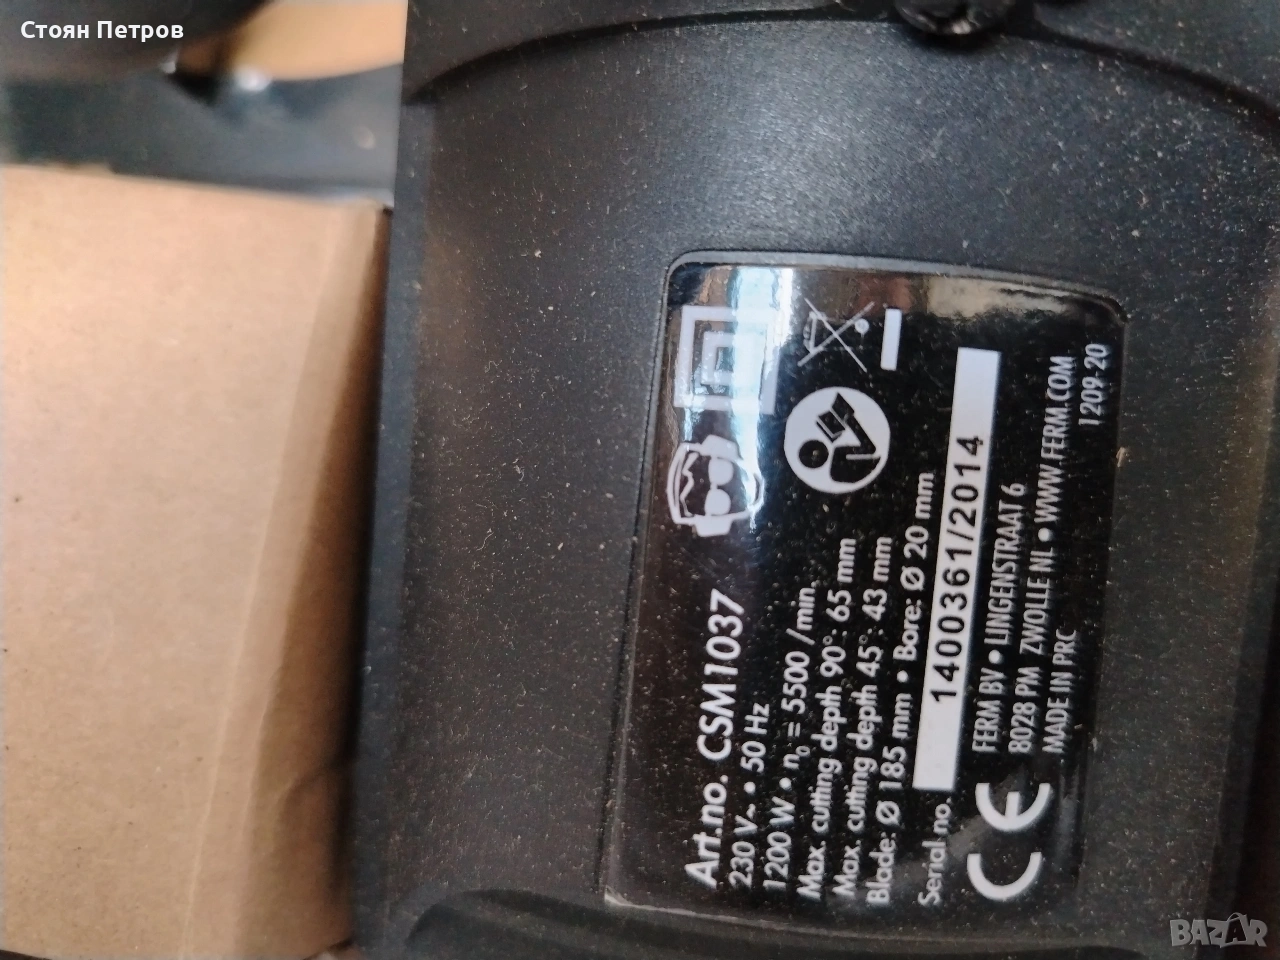 Стоян Петров
Art.no. CSM1037
230 V~ • 50 Hz
1200 W • n₀ = 5500 /min
Max. cutting depth 90°: 65 mm
Max. cutting depth 45°: 43 mm
Blade: Ø 185 mm • Bore: Ø 20 mm
Serial no. 1400361/2014
CE
FERM BV • LINGENSTRAAT 6
8028 PM ZWOLLE NL • WWW.FERM.COM
MADE IN PRC
1209-20
BAZAR